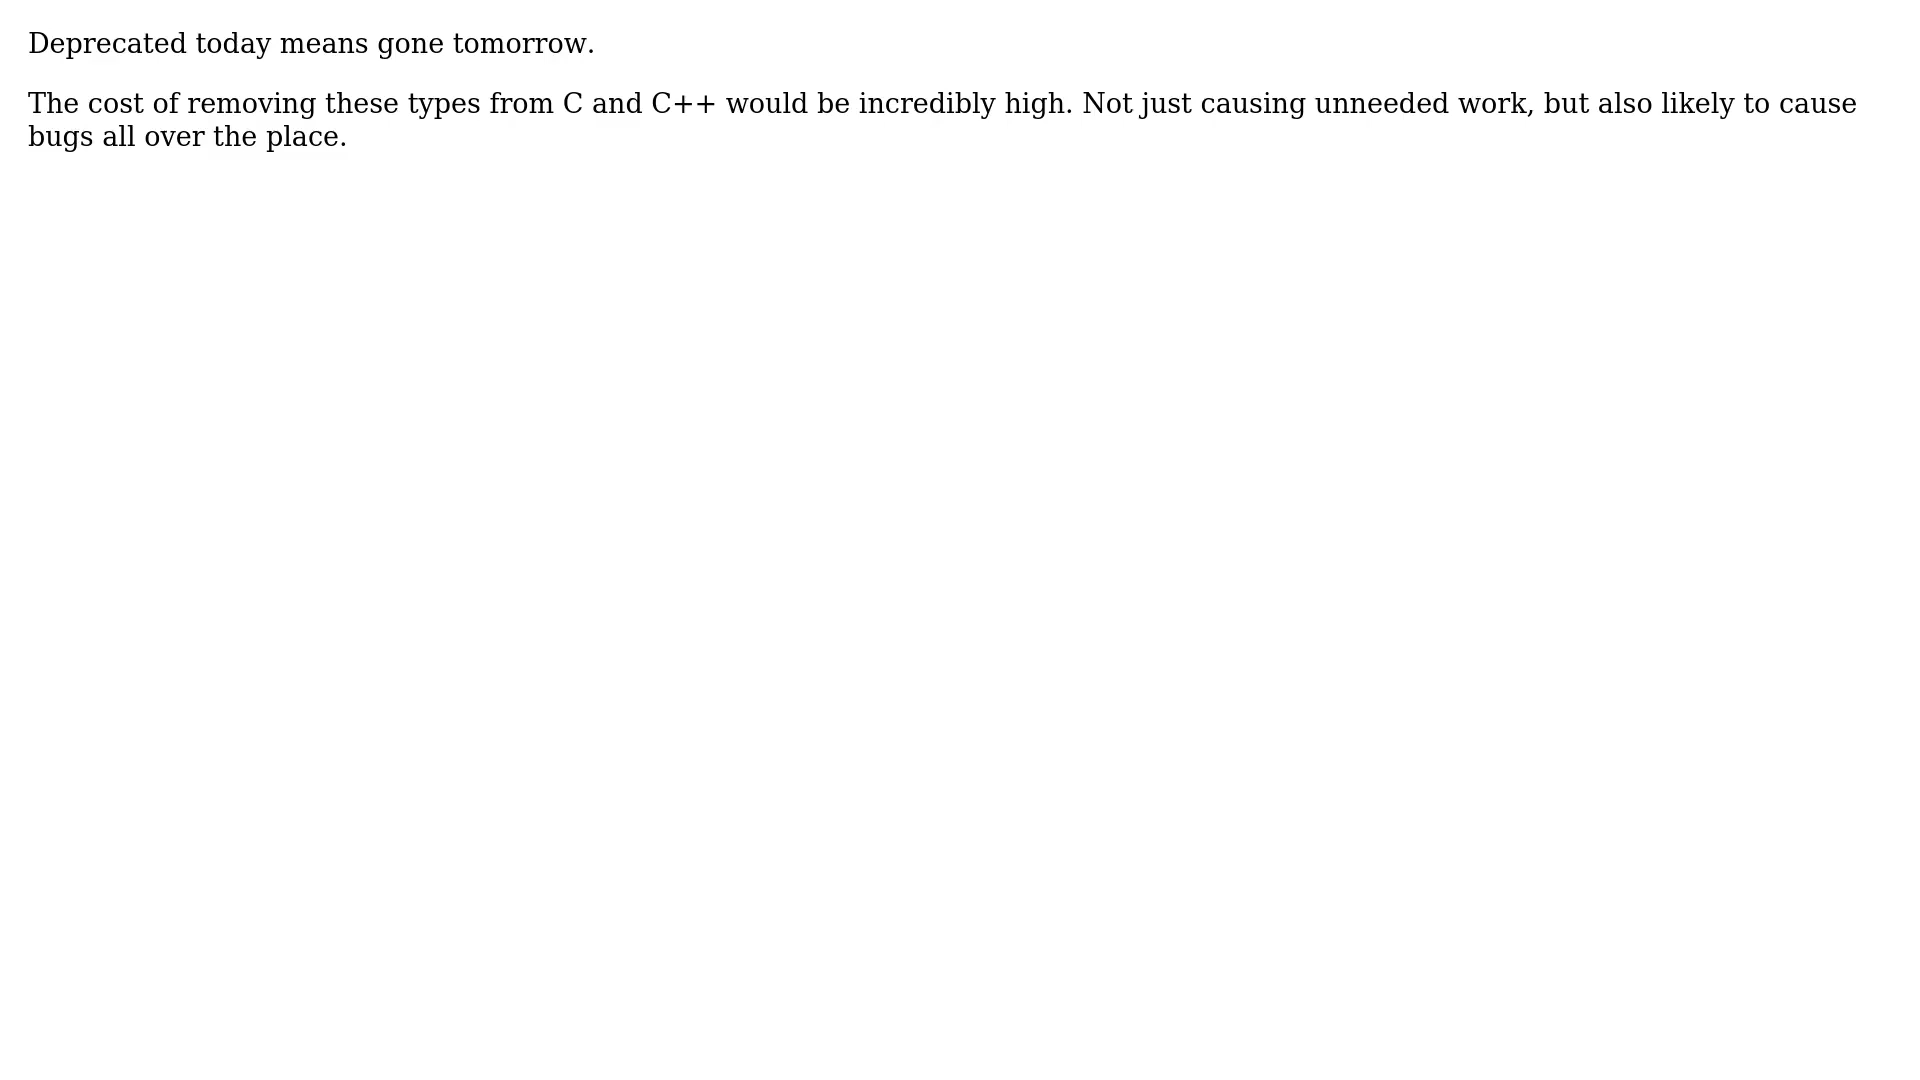 Deprecated today means gone tomorrow.
The cost of removing these types from C and C++ would be incredibly high. Not just causing unneeded work, but also likely to cause
bugs all over the place.